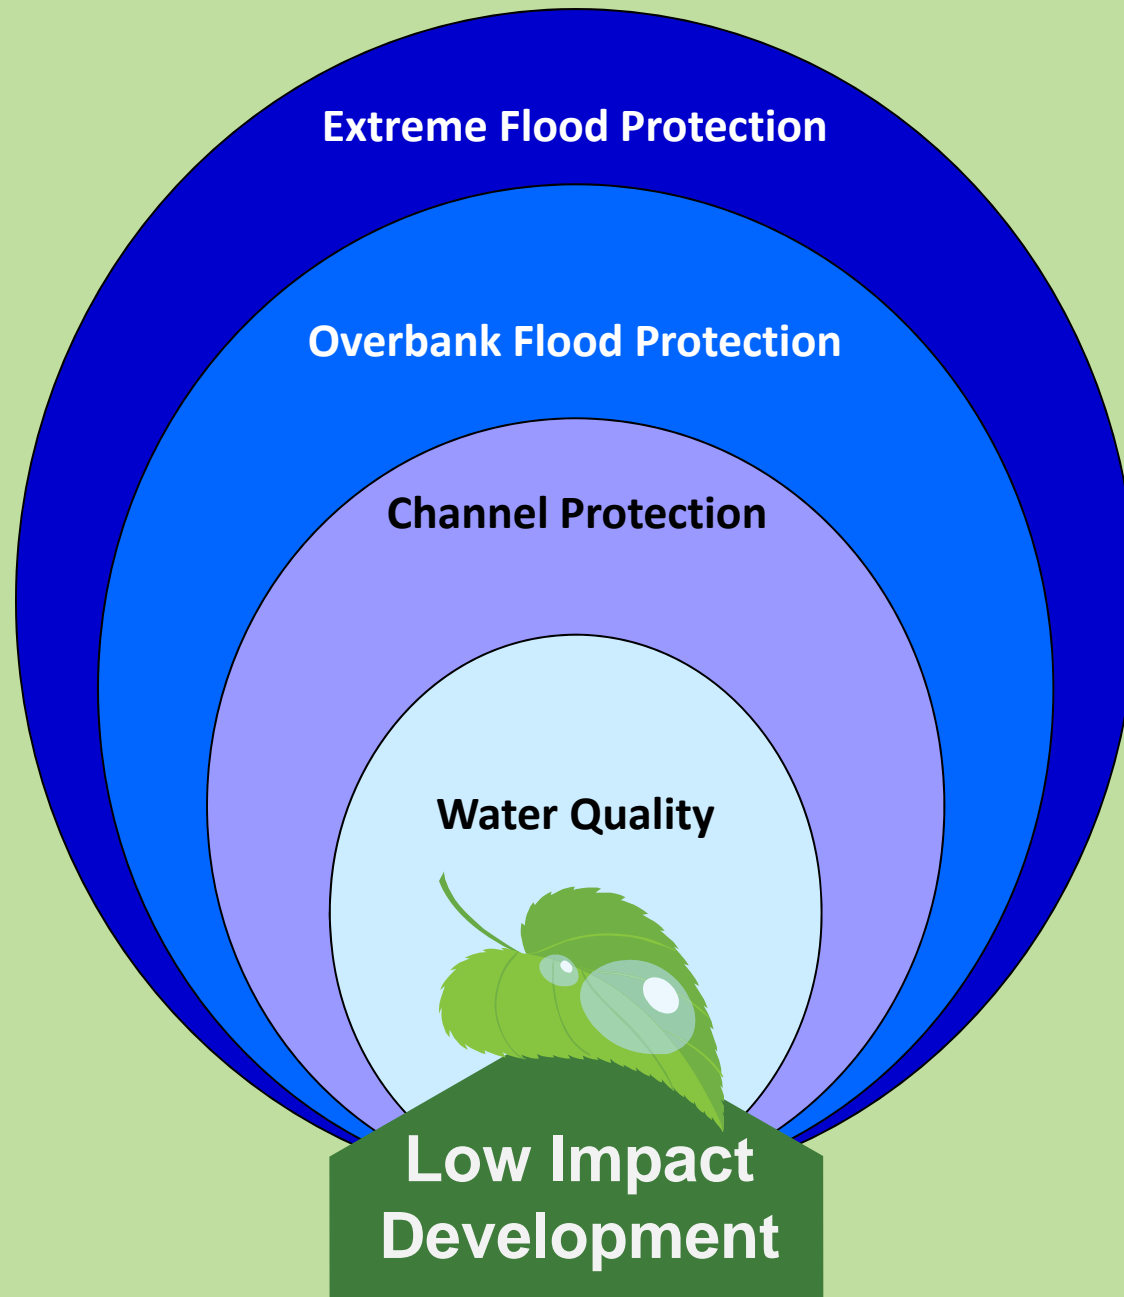 Extreme Flood Protection
Overbank Flood Protection
Channel Protection
Water Quality
Low Impact
Development